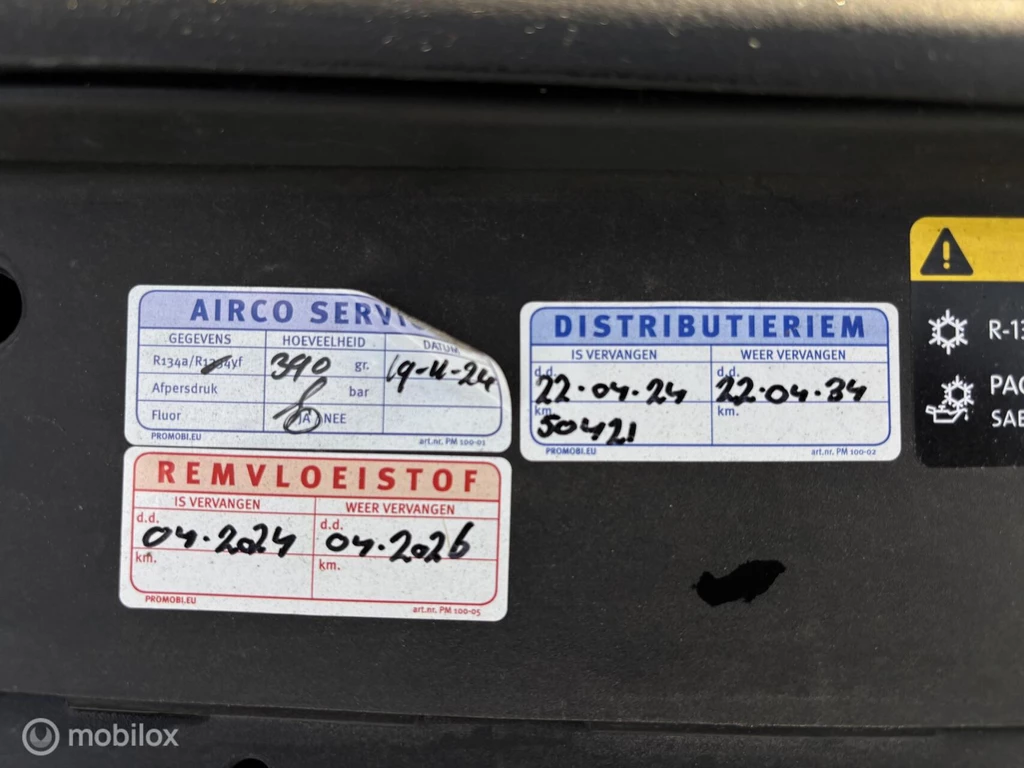 AIRCO SERVIC
GEGEVENS HOEVEELHEID DATUM
R134a/R1234yf 390 gr. 19-4-24
Afpersdruk bar
Fluor JA NEE
PROMOBI.EU art.nr. PM 100-01
DISTRIBUTIERIEM
IS VERVANGEN WEER VERVANGEN
d.d. d.d.
22-04-24 22-04-34
km. km.
50421
PROMOBI.EU art.nr. PM 100-02
REMVLOEISTOF
IS VERVANGEN WEER VERVANGEN
d.d. d.d.
04-2024 04-2026
km. km.
PROMOBI.EU art.nr. PM 100-05
R-13
PAG
SAE
mobilox